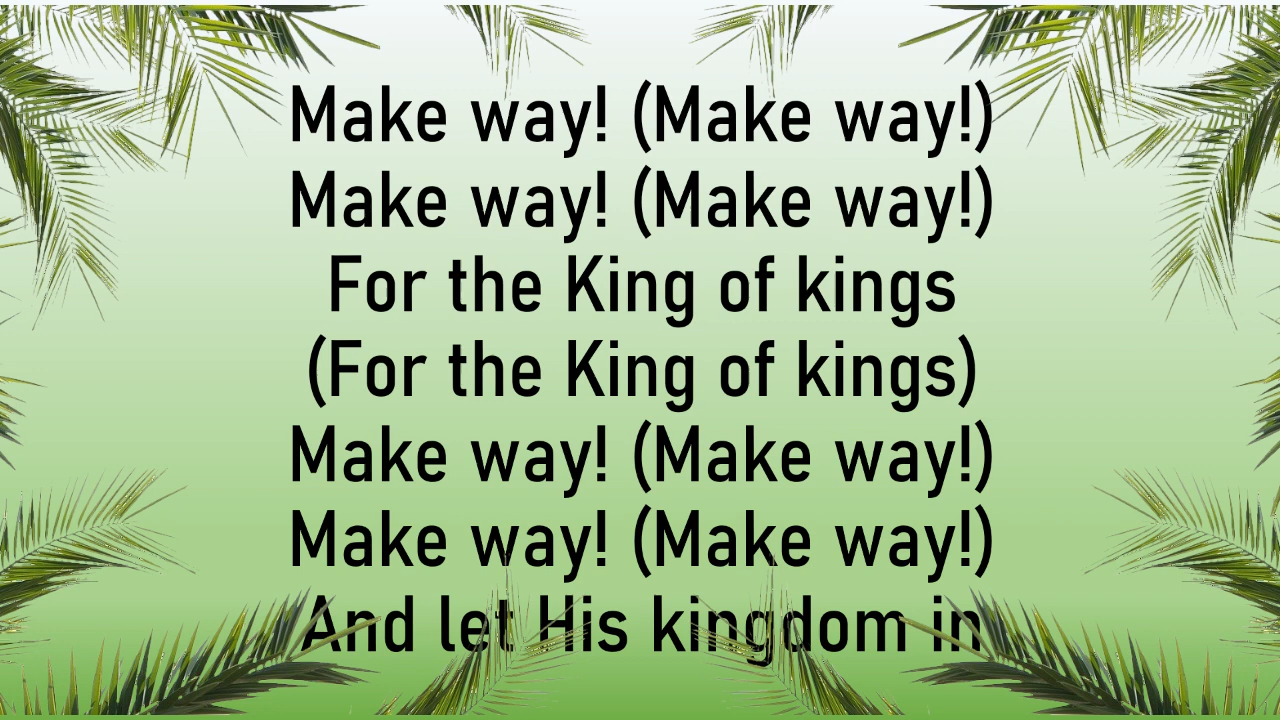 Make way! (Make way!)
Make way! (Make way!)
For the King of kings
(For the King of kings)
Make way! (Make way!)
Make way! (Make way!)
And let His kingdom in